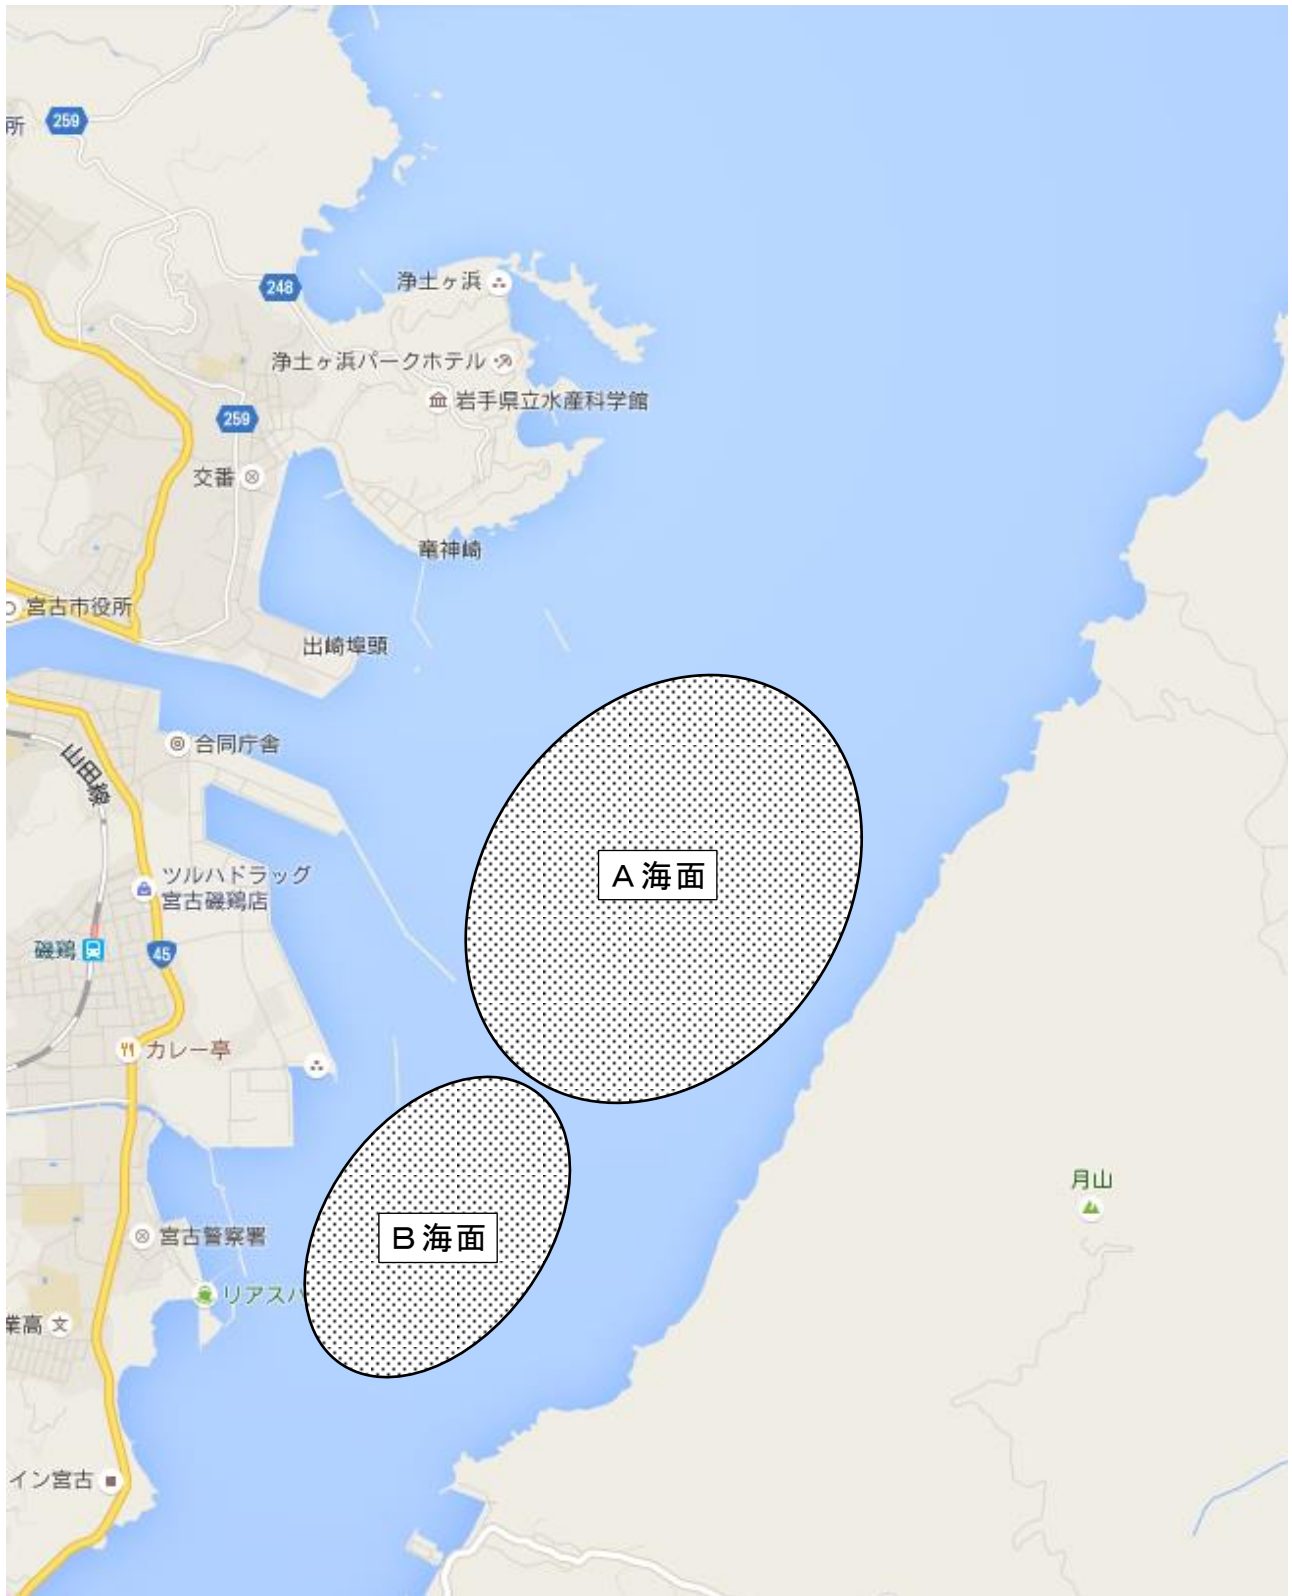 所
259
浄土ヶ浜
248
浄土ヶ浜パークホテル
岩手県立水産科学館
259
交番
竜神崎
宮古市役所
出崎埠頭
合同庁舎
山田線
A海面
ツルハドラッグ
宮古磯鶏店
磯鶏
45
カレー亭
月山
B海面
宮古警察署
リアスハ
業高
文
イン宮古